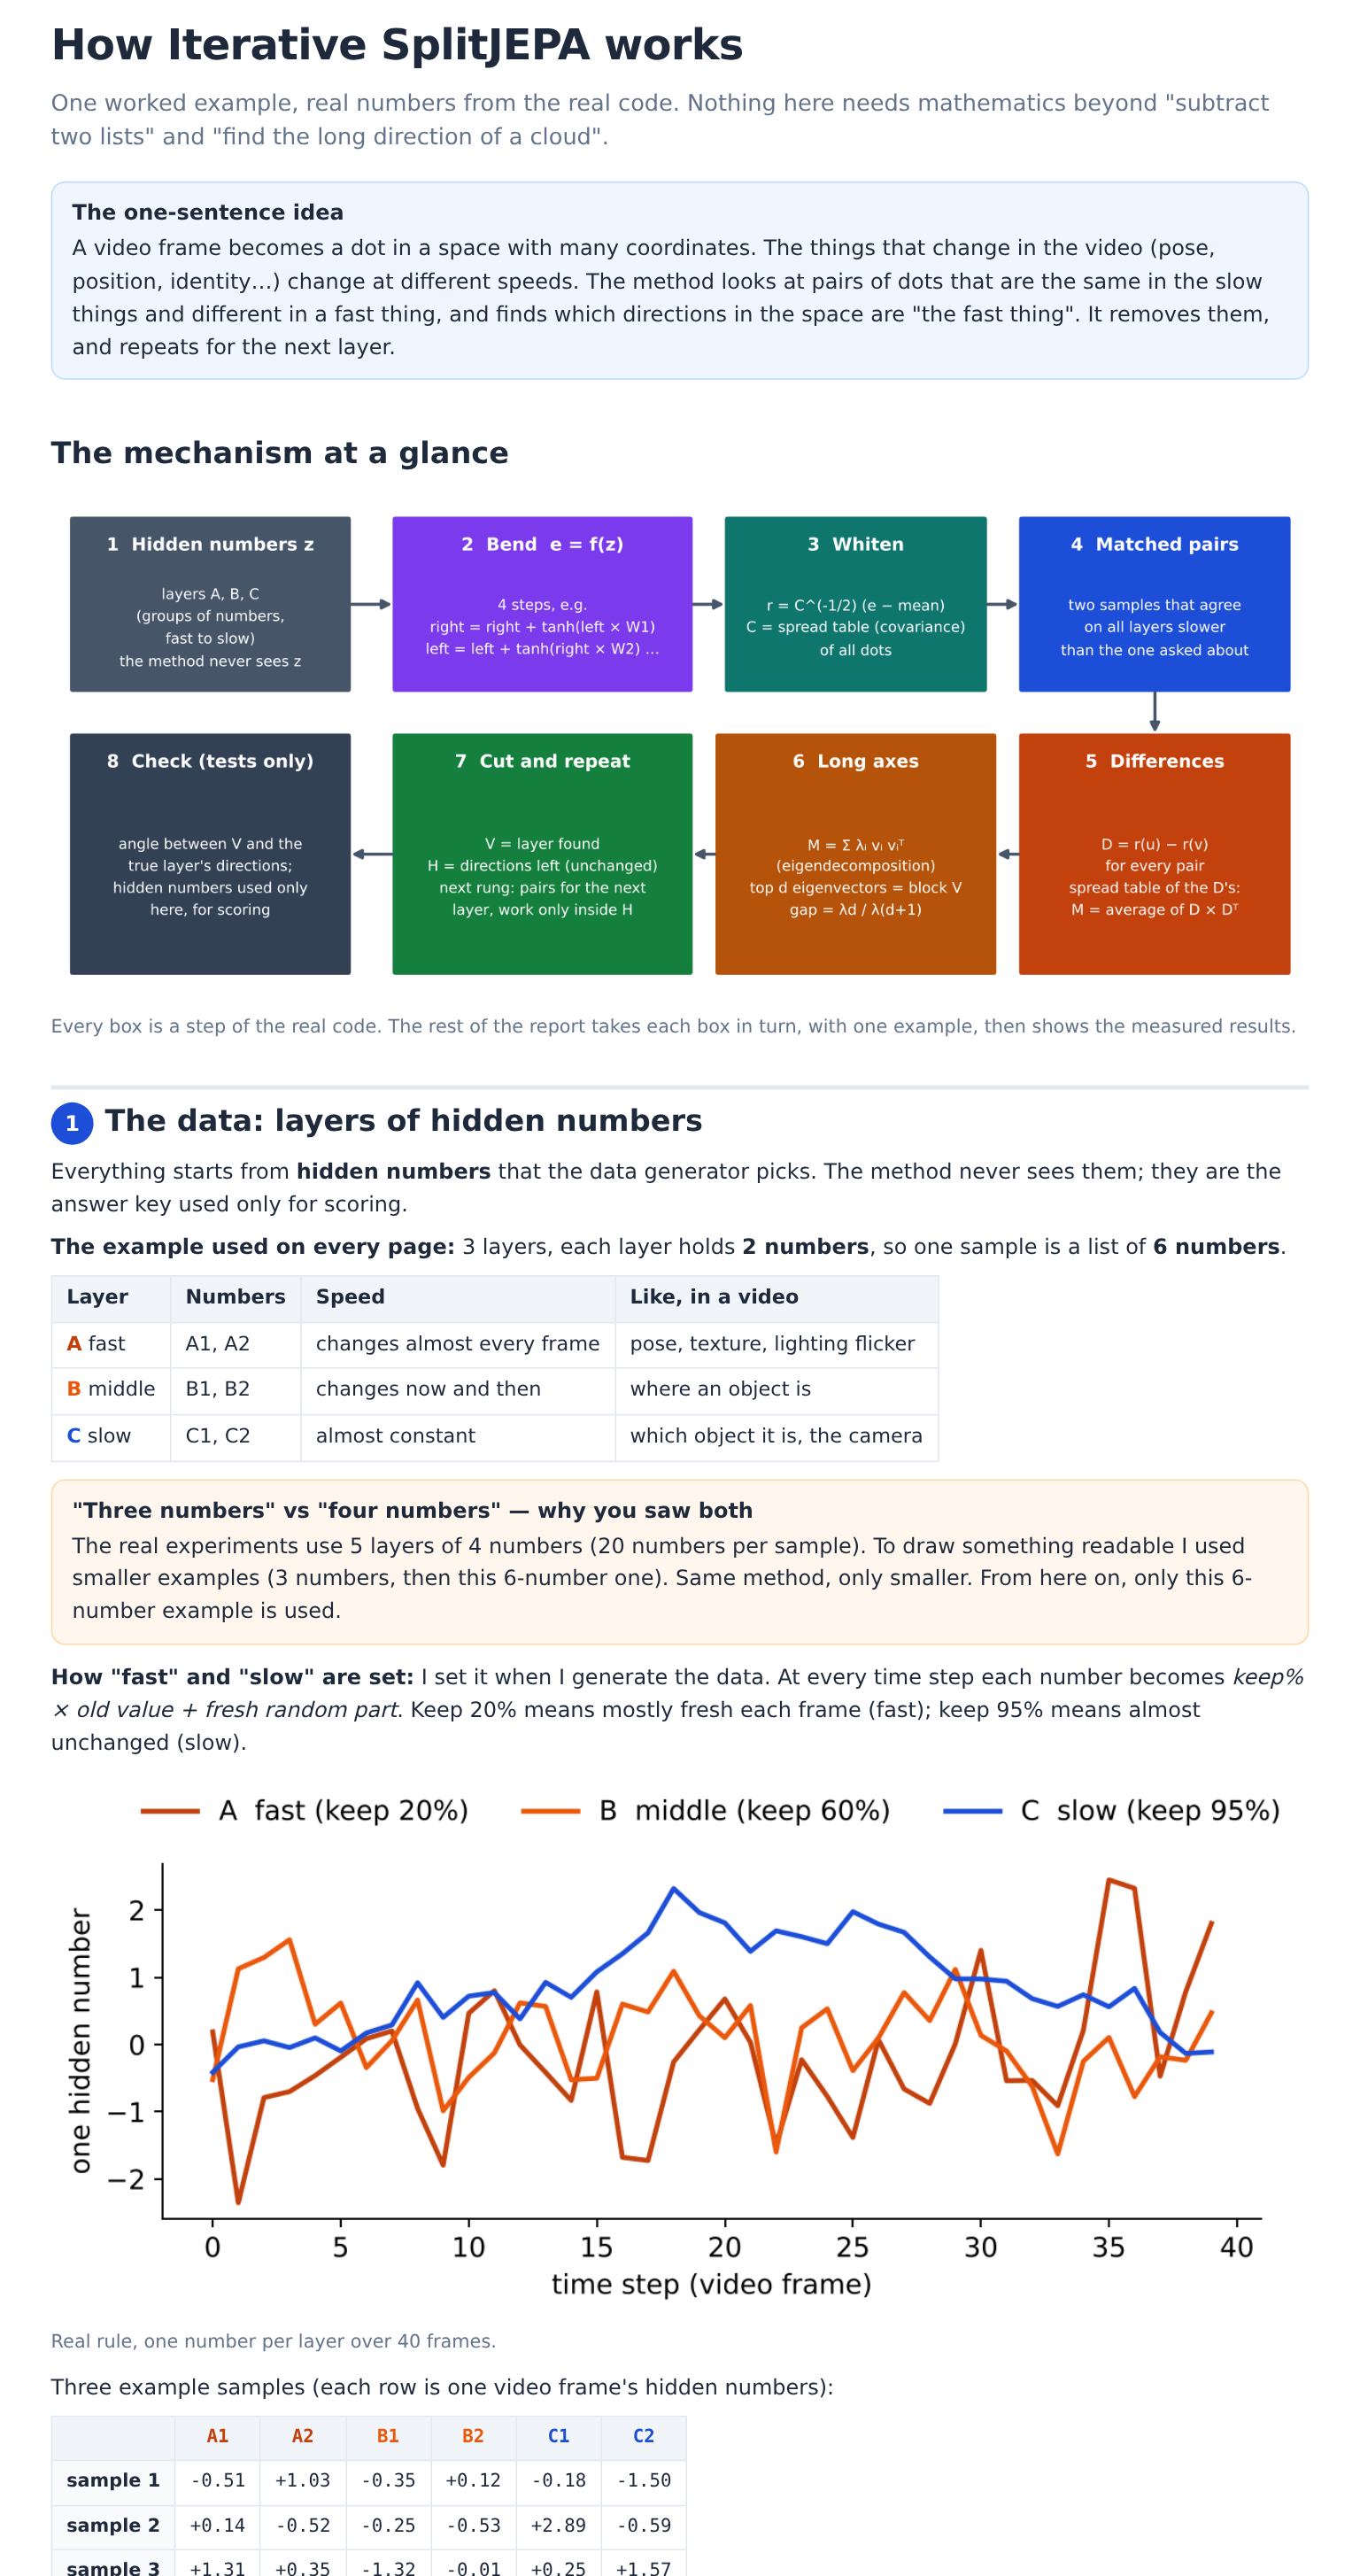 How Iterative SplitJEPA works
One worked example, real numbers from the real code. Nothing here needs mathematics beyond "subtract
two lists" and "find the long direction of a cloud".
The one-sentence idea
A video frame becomes a dot in a space with many coordinates. The things that change in the video (pose,
position, identity...) change at different speeds. The method looks at pairs of dots that are the same in the slow
things and different in a fast thing, and finds which directions in the space are "the fast thing". It removes them,
and repeats for the next layer.
The mechanism at a glance
1 Hidden numbers z
layers A, B, C
(groups of numbers,
fast to slow)
the method never sees z
2 Bend e = f(z)
4 steps, e.g.
right = right + tanh(left × W1)
left = left + tanh(right × W2) ...
3 Whiten
r = C^(-1/2) (e − mean)
C = spread table (covariance)
of all dots
4 Matched pairs
two samples that agree
on all layers slower
than the one asked about
8 Check (tests only)
angle between V and the
true layer's directions;
hidden numbers used only
here, for scoring
7 Cut and repeat
V = layer found
H = directions left (unchanged)
next rung: pairs for the next
layer, work only inside H
6 Long axes
M = Σ λᵢ vᵢ vᵢᵀ
(eigendecomposition)
top d eigenvectors = block V
gap = λd / λ(d+1)
5 Differences
D = r(u) − r(v)
for every pair
spread table of the D's:
M = average of D × Dᵀ
Every box is a step of the real code. The rest of the report takes each box in turn, with one example, then shows the measured results.
1 The data: layers of hidden numbers
Everything starts from hidden numbers that the data generator picks. The method never sees them; they are the
answer key used only for scoring.
The example used on every page: 3 layers, each layer holds 2 numbers, so one sample is a list of 6 numbers.
Layer Numbers Speed Like, in a video
A fast A1, A2 changes almost every frame pose, texture, lighting flicker
B middle B1, B2 changes now and then where an object is
C slow C1, C2 almost constant which object it is, the camera
"Three numbers" vs "four numbers" — why you saw both
The real experiments use 5 layers of 4 numbers (20 numbers per sample). To draw something readable I used
smaller examples (3 numbers, then this 6-number one). Same method, only smaller. From here on, only this 6-
number example is used.
How "fast" and "slow" are set: I set it when I generate the data. At every time step each number becomes keep%
× old value + fresh random part. Keep 20% means mostly fresh each frame (fast); keep 95% means almost
unchanged (slow).
A fast (keep 20%) B middle (keep 60%) C slow (keep 95%)
one hidden number
2
1
0
−1
−2
0 5 10 15 20 25 30 35 40
time step (video frame)
Real rule, one number per layer over 40 frames.
Three example samples (each row is one video frame's hidden numbers):
A1 A2 B1 B2 C1 C2
sample 1 -0.51 +1.03 -0.35 +0.12 -0.18 -1.50
sample 2 +0.14 -0.52 -0.25 -0.53 +2.89 -0.59
sample 3 +1.31 +0.35 -1.32 -0.01 +0.25 +1.57